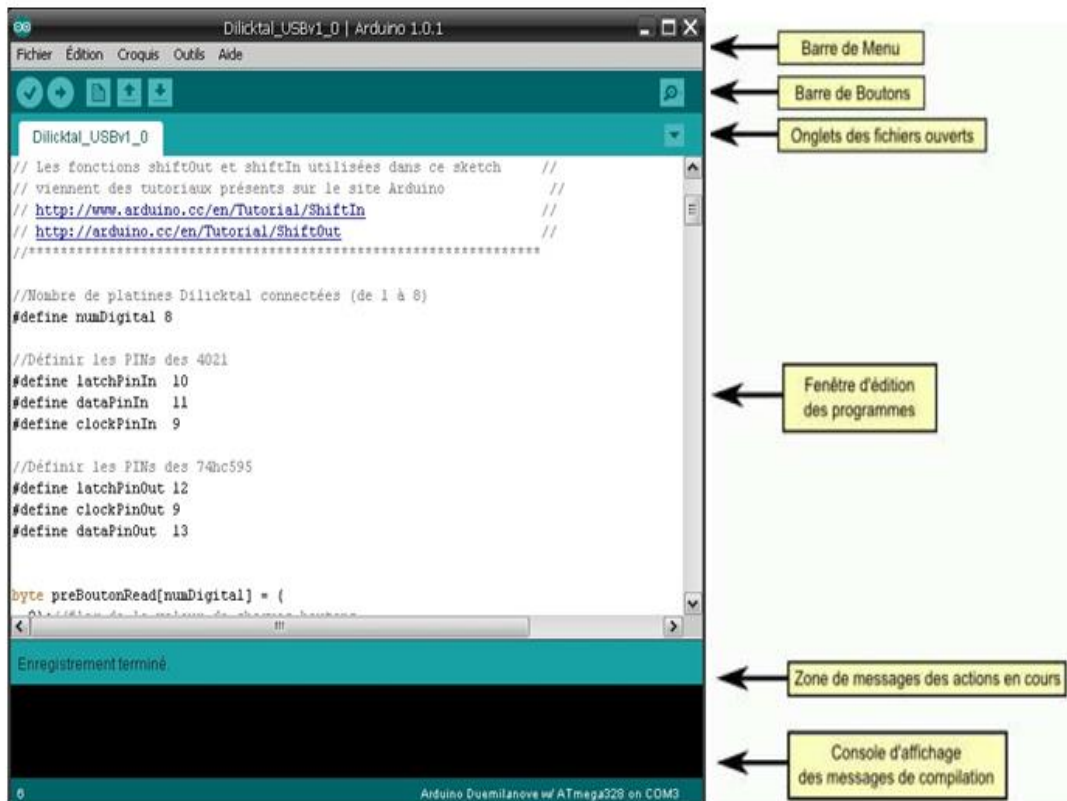 Dilicktal_USBv1_0 | Arduino 1.0.1
Fichier Édition Croquis Outils Aide
Barre de Menu
Barre de Boutons
Dilicktal_USBv1_0
Onglets des fichiers ouverts
// Les fonctions shiftOut et shiftIn utilisées dans ce sketch //
// viennent des tutoriaux présents sur le site Arduino //
// http://www.arduino.cc/en/Tutorial/ShiftIn //
// http://arduino.cc/en/Tutorial/ShiftOut //
//****************************************************************
//Nombre de platines Dilicktal connectées (de 1 à 8)
#define numDigital 8
//Définir les PINs des 4021
#define latchPinIn 10
#define dataPinIn 11
#define clockPinIn 9
Fenêtre d'édition
des programmes
//Définir les PINs des 74hc595
#define latchPinOut 12
#define clockPinOut 9
#define dataPinOut 13
byte preBoutonRead[numDigital] = {
Enregistrement terminé.
Zone de messages des actions en cours
Console d'affichage
des messages de compilation
6 Arduino Duemilanove w/ ATmega328 on COM3